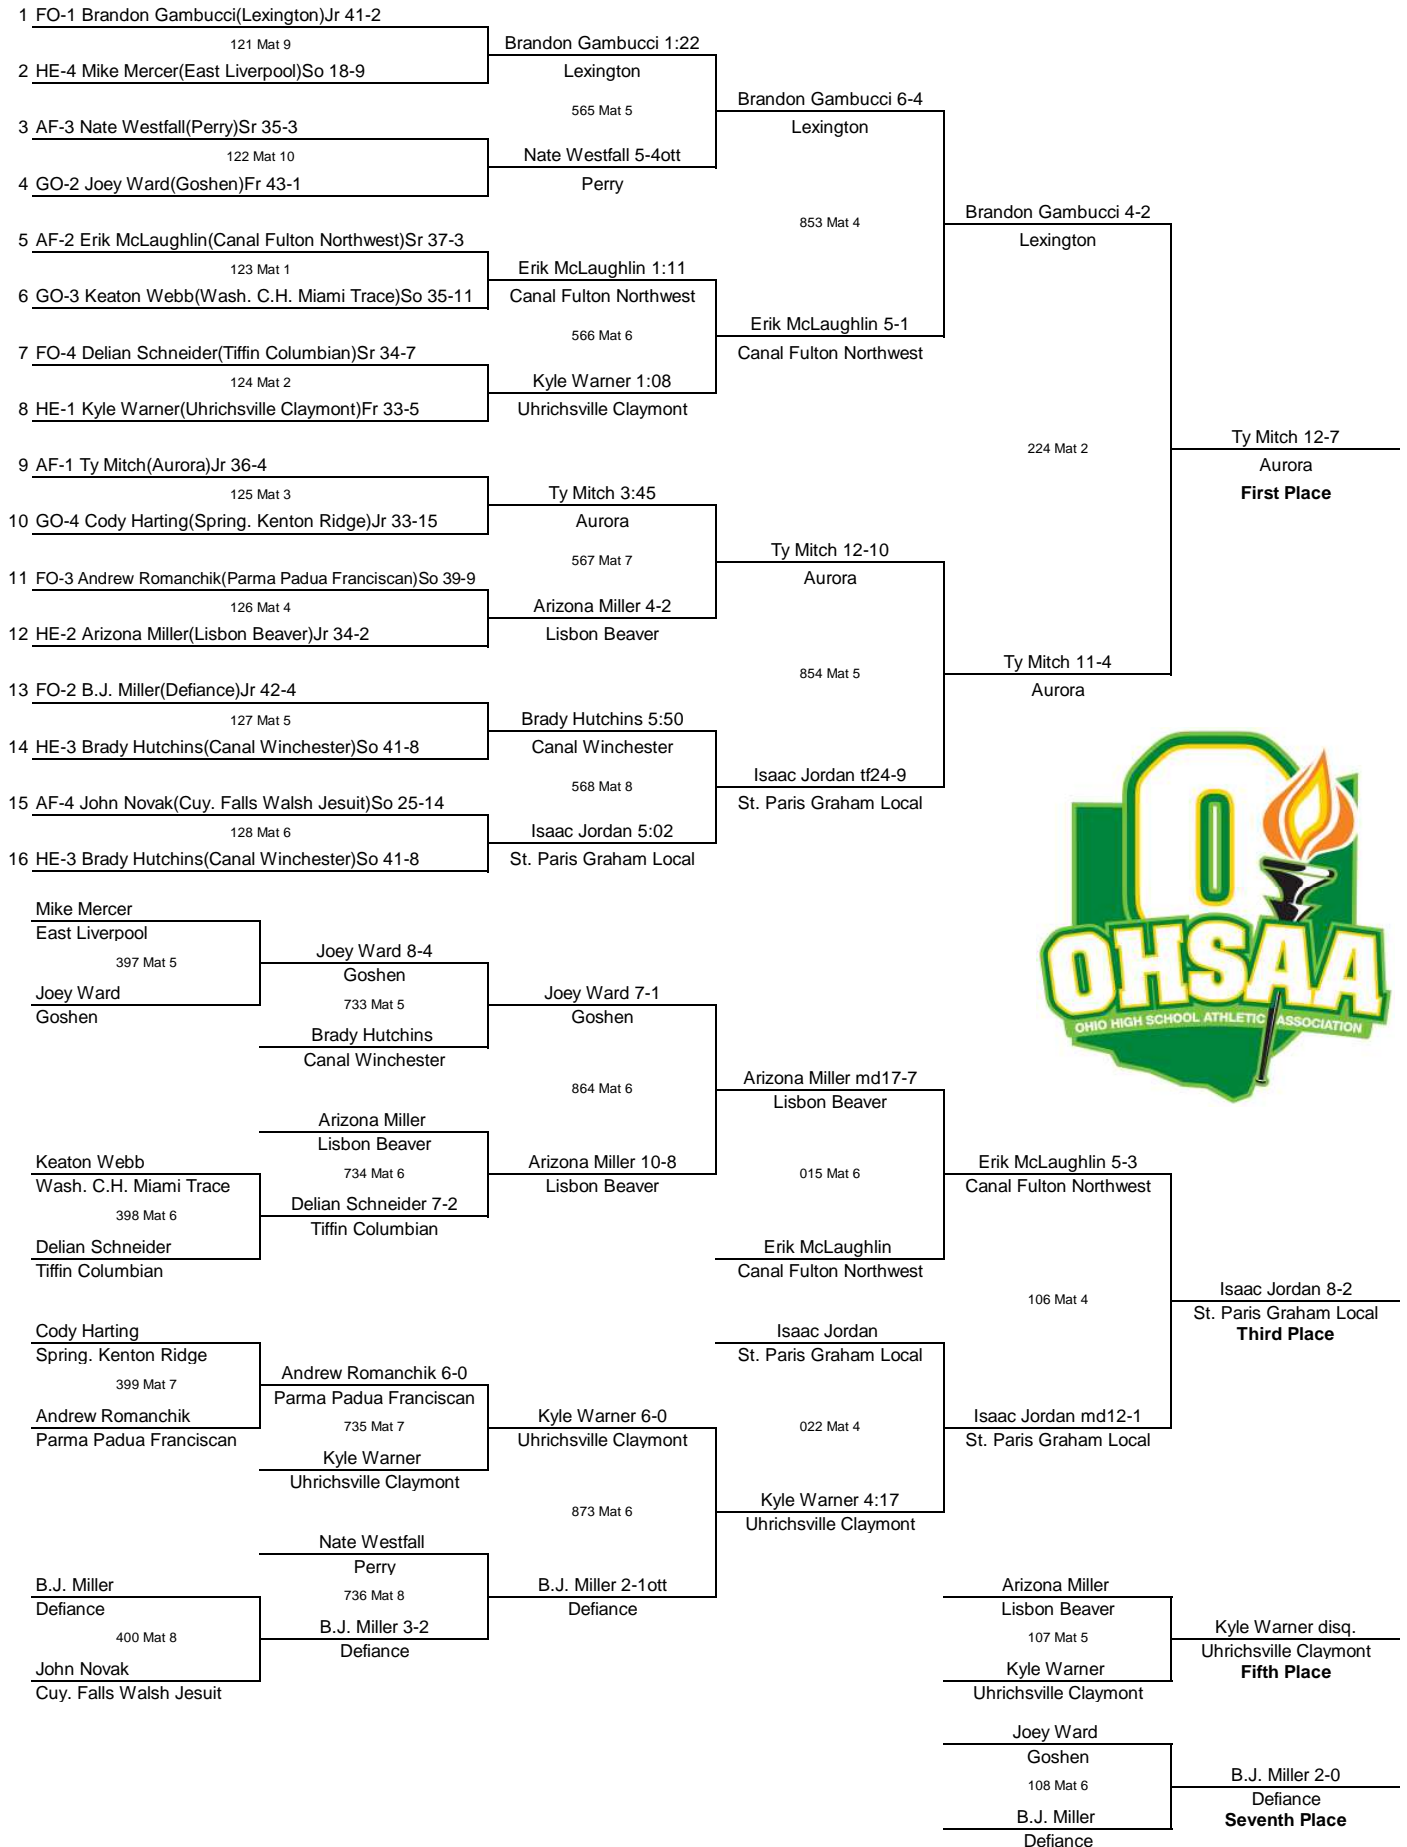 1 FO-1 Brandon Gambucci(Lexington)Jr 41-2
121 Mat 9
2 HE-4 Mike Mercer(East Liverpool)So 18-9
Brandon Gambucci 1:22
Lexington
565 Mat 5
3 AF-3 Nate Westfall(Perry)Sr 35-3
122 Mat 10
4 GO-2 Joey Ward(Goshen)Fr 43-1
Nate Westfall 5-4ott
Perry
Brandon Gambucci 6-4
Lexington
853 Mat 4
5 AF-2 Erik McLaughlin(Canal Fulton Northwest)Sr 37-3
123 Mat 1
6 GO-3 Keaton Webb(Wash. C.H. Miami Trace)So 35-11
Erik McLaughlin 1:11
Canal Fulton Northwest
566 Mat 6
7 FO-4 Delian Schneider(Tiffin Columbian)Sr 34-7
124 Mat 2
8 HE-1 Kyle Warner(Uhrichsville Claymont)Fr 33-5
Kyle Warner 1:08
Uhrichsville Claymont
Erik McLaughlin 5-1
Canal Fulton Northwest
Brandon Gambucci 4-2
Lexington
224 Mat 2
9 AF-1 Ty Mitch(Aurora)Jr 36-4
125 Mat 3
10 GO-4 Cody Harting(Spring. Kenton Ridge)Jr 33-15
Ty Mitch 3:45
Aurora
567 Mat 7
11 FO-3 Andrew Romanchik(Parma Padua Franciscan)So 39-9
126 Mat 4
12 HE-2 Arizona Miller(Lisbon Beaver)Jr 34-2
Arizona Miller 4-2
Lisbon Beaver
Ty Mitch 12-10
Aurora
854 Mat 5
13 FO-2 B.J. Miller(Defiance)Jr 42-4
127 Mat 5
14 HE-3 Brady Hutchins(Canal Winchester)So 41-8
Brady Hutchins 5:50
Canal Winchester
568 Mat 8
15 AF-4 John Novak(Cuy. Falls Walsh Jesuit)So 25-14
128 Mat 6
16 HE-3 Brady Hutchins(Canal Winchester)So 41-8
Isaac Jordan 5:02
St. Paris Graham Local
Isaac Jordan tf24-9
St. Paris Graham Local
Ty Mitch 11-4
Aurora
Ty Mitch 12-7
Aurora
First Place
O
OHSAA
OHIO HIGH SCHOOL ATHLETIC ASSOCIATION
Mike Mercer
East Liverpool
397 Mat 5
Joey Ward
Goshen
Joey Ward 8-4
Goshen
733 Mat 5
Brady Hutchins
Canal Winchester
Joey Ward 7-1
Goshen
864 Mat 6
Arizona Miller
Lisbon Beaver
734 Mat 6
Keaton Webb
Wash. C.H. Miami Trace
398 Mat 6
Delian Schneider
Tiffin Columbian
Delian Schneider 7-2
Tiffin Columbian
Arizona Miller 10-8
Lisbon Beaver
Arizona Miller md17-7
Lisbon Beaver
015 Mat 6
Erik McLaughlin
Canal Fulton Northwest
Erik McLaughlin 5-3
Canal Fulton Northwest
106 Mat 4
Cody Harting
Spring. Kenton Ridge
399 Mat 7
Andrew Romanchik
Parma Padua Franciscan
Andrew Romanchik 6-0
Parma Padua Franciscan
735 Mat 7
Kyle Warner
Uhrichsville Claymont
Kyle Warner 6-0
Uhrichsville Claymont
873 Mat 6
Nate Westfall
Perry
736 Mat 8
B.J. Miller
Defiance
400 Mat 8
John Novak
Cuy. Falls Walsh Jesuit
B.J. Miller 3-2
Defiance
B.J. Miller 2-1ott
Defiance
Isaac Jordan
St. Paris Graham Local
022 Mat 4
Kyle Warner 4:17
Uhrichsville Claymont
Isaac Jordan md12-1
St. Paris Graham Local
Isaac Jordan 8-2
St. Paris Graham Local
Third Place
Arizona Miller
Lisbon Beaver
107 Mat 5
Kyle Warner
Uhrichsville Claymont
Kyle Warner disq.
Uhrichsville Claymont
Fifth Place
Joey Ward
Goshen
108 Mat 6
B.J. Miller
Defiance
B.J. Miller 2-0
Defiance
Seventh Place